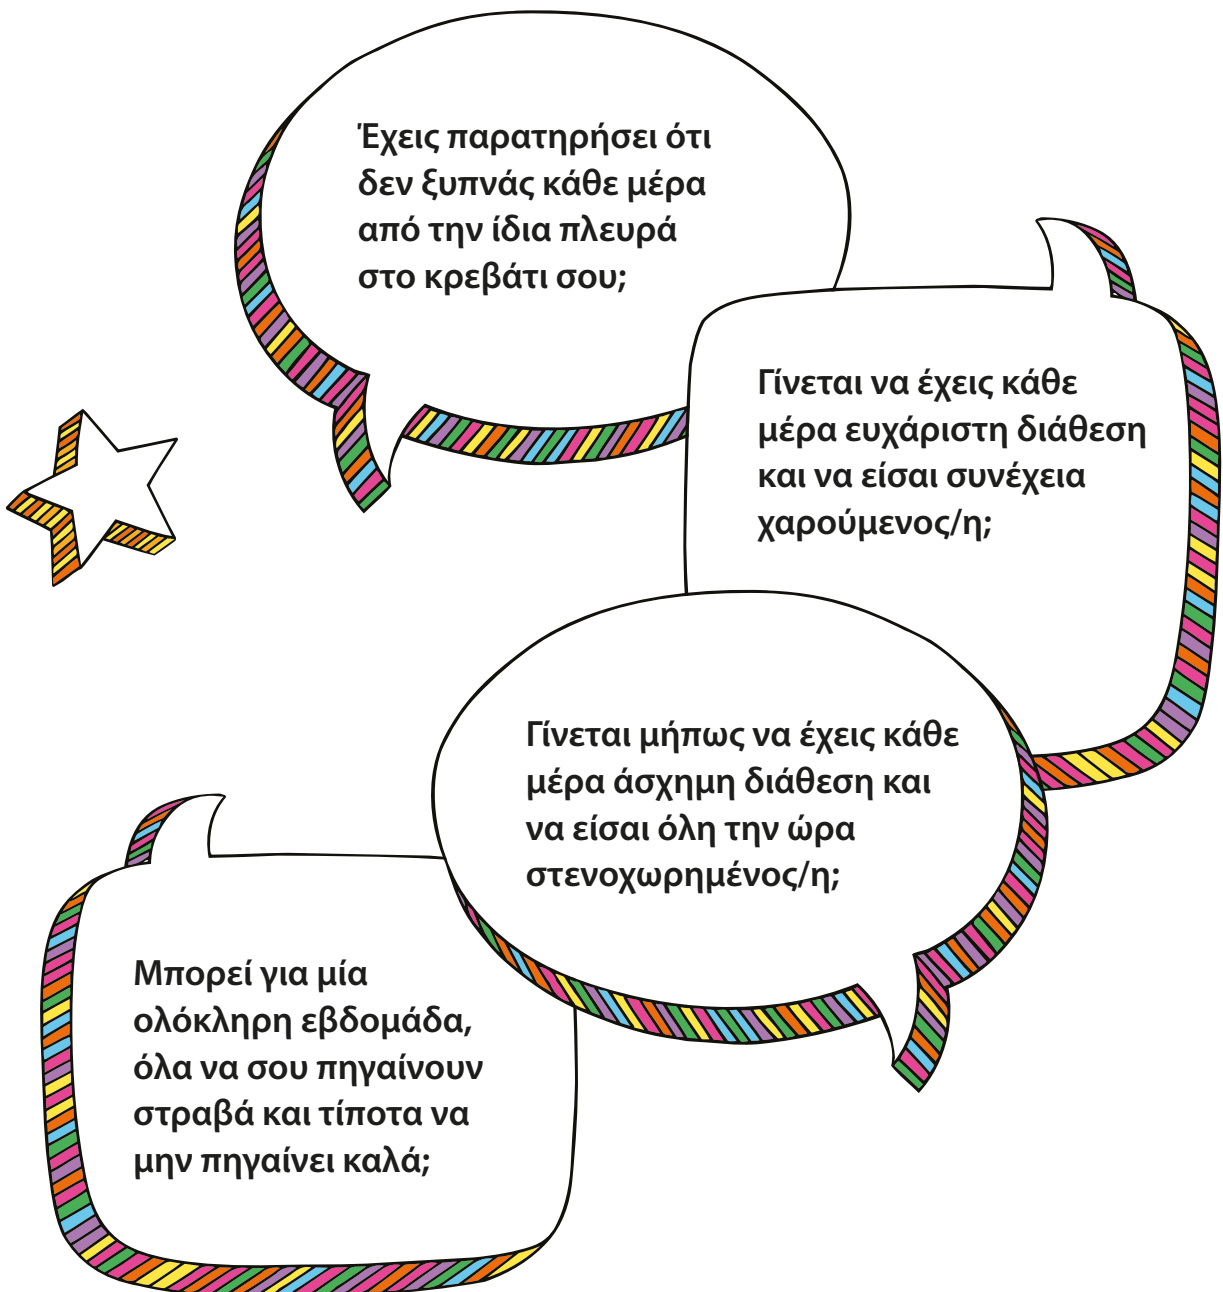 Έχεις παρατηρήσει ότι
δεν ξυπνάς κάθε μέρα
από την ίδια πλευρά
στο κρεβάτι σου;
Γίνεται να έχεις κάθε
μέρα ευχάριστη διάθεση
και να είσαι συνέχεια
χαρούμενος/η;
Γίνεται μήπως να έχεις κάθε
μέρα άσχημη διάθεση και
να είσαι όλη την ώρα
στενοχωρημένος/η;
Μπορεί για μία
ολόκληρη εβδομάδα,
όλα να σου πηγαίνουν
στραβά και τίποτα να
μην πηγαίνει καλά;